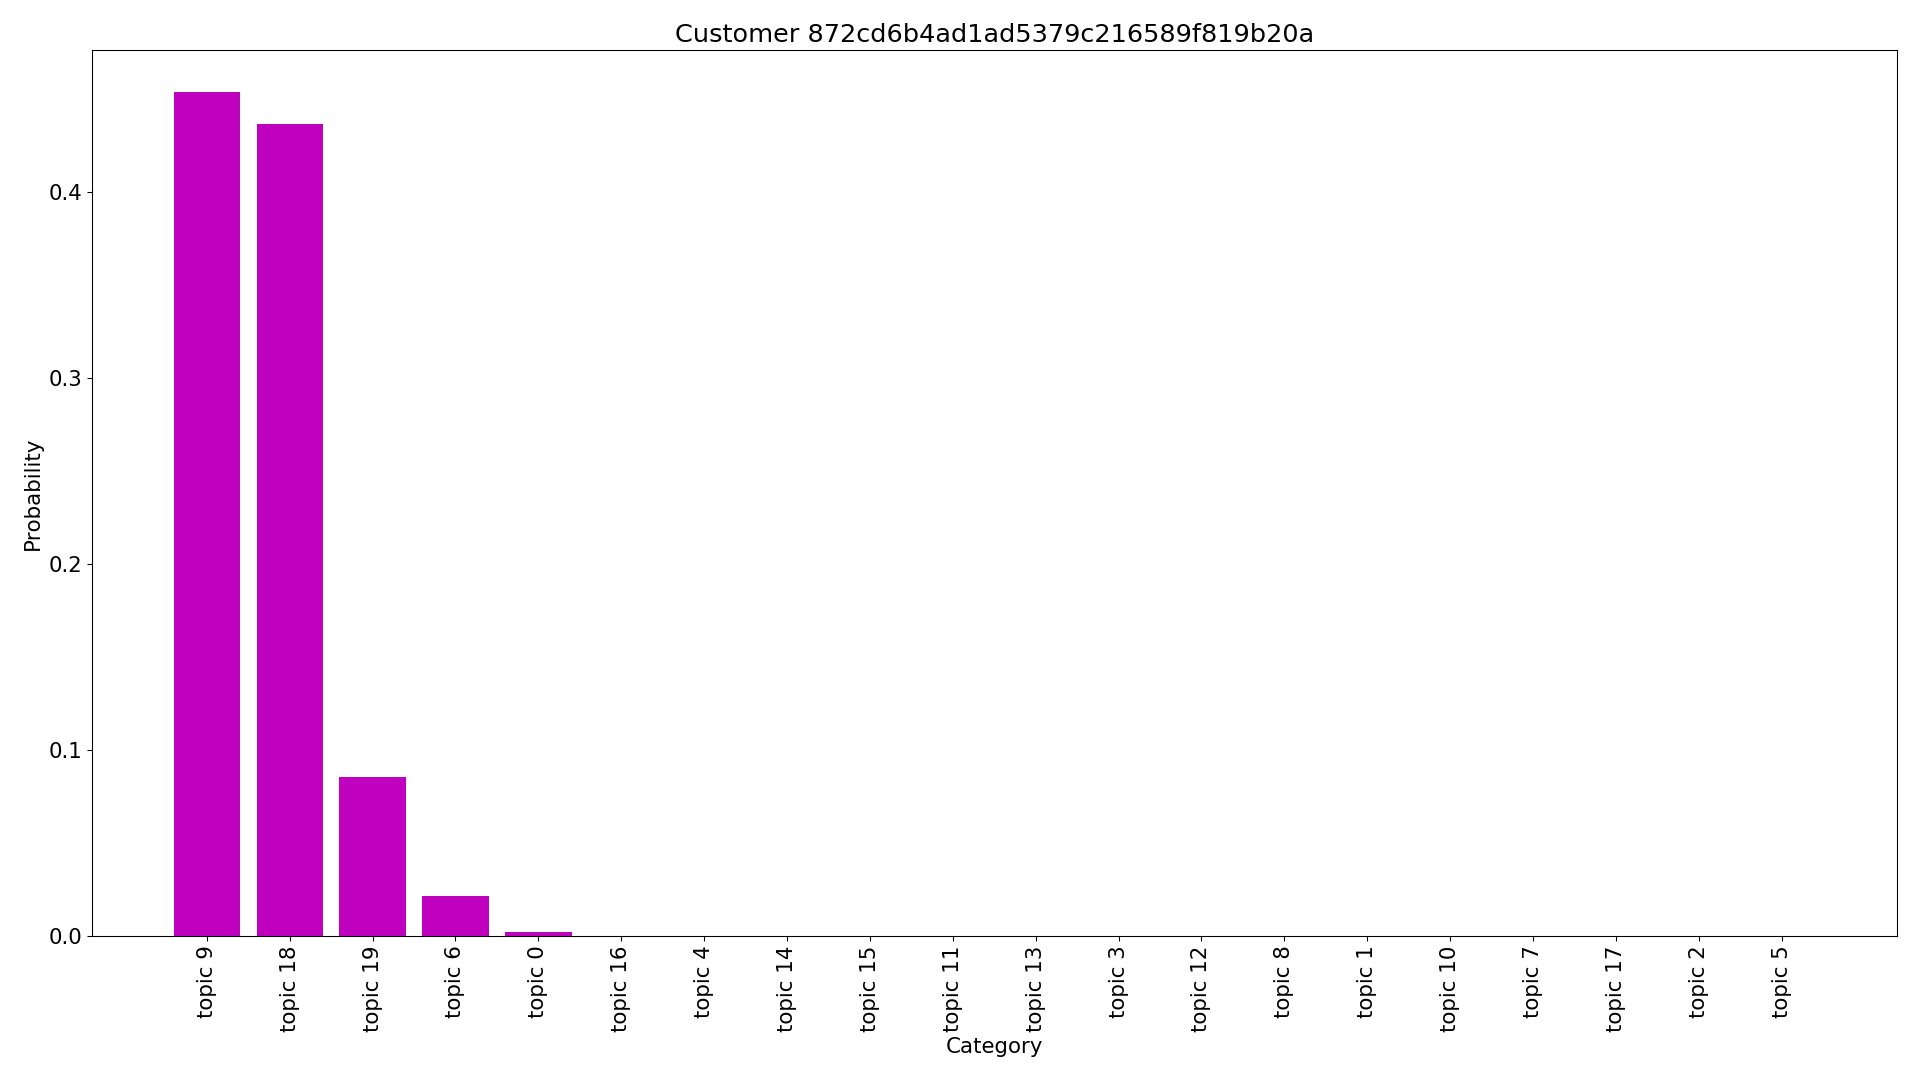 Customer 872cd6b4ad1ad5379c216589f819b20a
Probability
0.4
0.3
0.2
0.1
0.0
topic 9
topic 18
topic 19
topic 6
topic 0
topic 16
topic 4
topic 14
topic 15
topic 11
topic 13
topic 3
topic 12
topic 8
topic 1
topic 10
topic 7
topic 17
topic 2
topic 5
Category